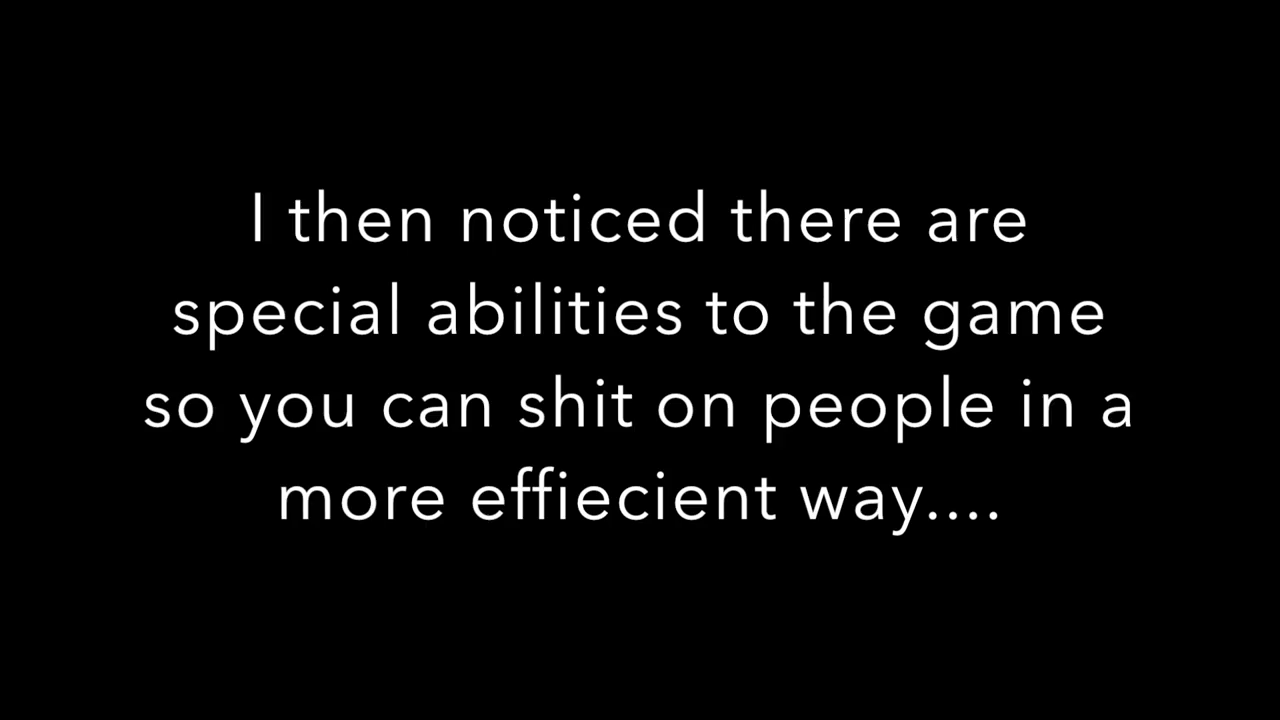 I then noticed there are
special abilities to the game
so you can shit on people in a
more effiecient way....